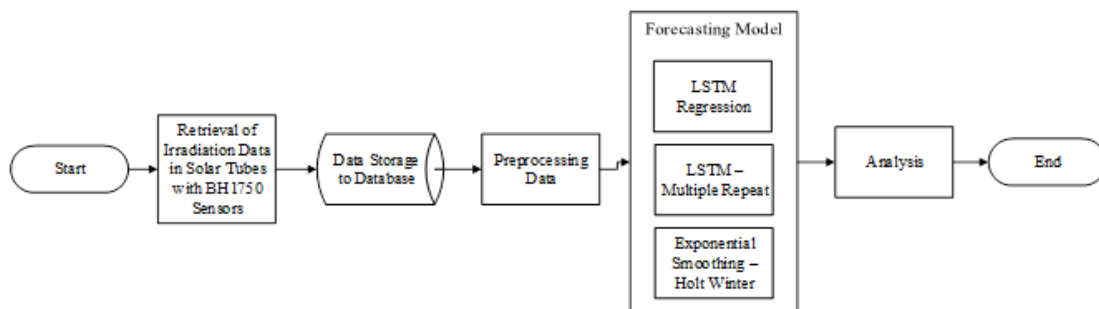 Start
Retrieval of
Irradiation Data
in Solar Tubes
with BH1750
Sensors
Data Storage
to Database
Preprocessing
Data
Forecasting Model
LSTM
Regression
LSTM –
Multiple Repeat
Exponential
Smoothing –
Holt Winter
Analysis
End